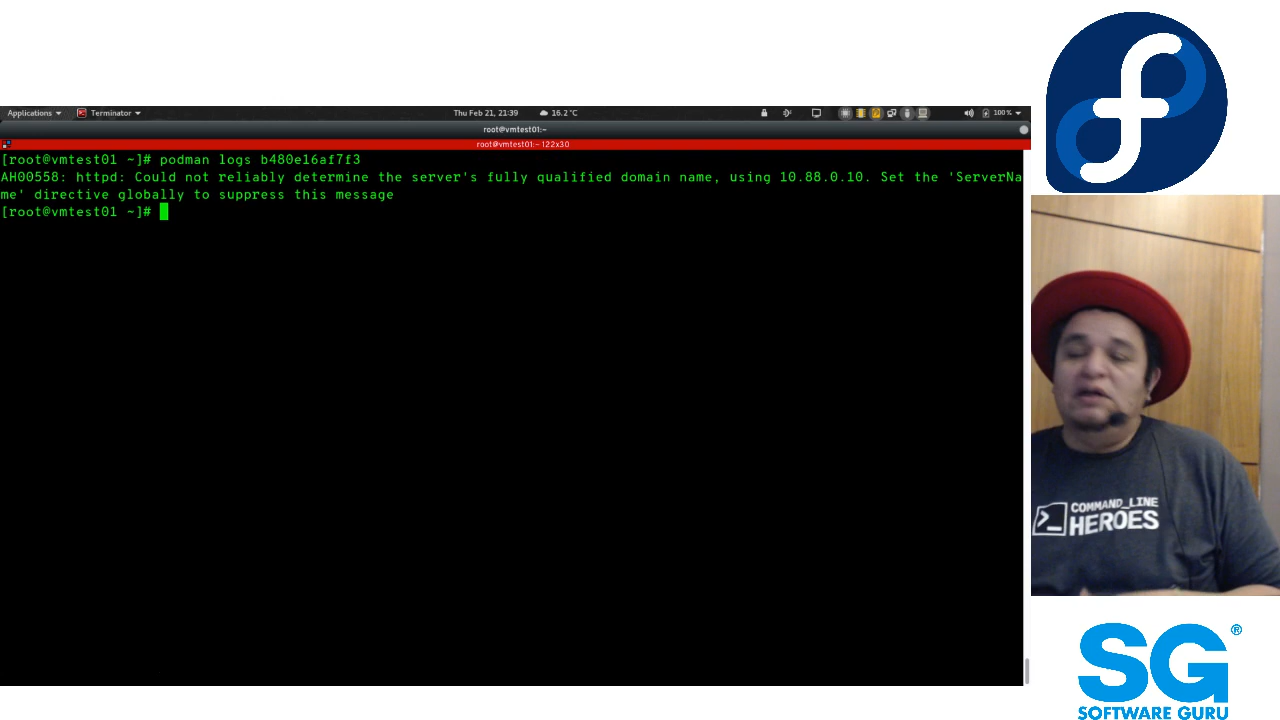 Applications
Terminator
Thu Feb 21, 21:39
16.2°C
100%
root@vmtest01:~
root@vmtest01:~ 122x30
[root@vmtest01 ~]# podman logs b480e16af7f3
AH00558: httpd: Could not reliably determine the server's fully qualified domain name, using 10.88.0.10. Set the 'ServerNa
me' directive globally to suppress this message
[root@vmtest01 ~]#
COMMAND_LINE
HEROES
SG®
SOFTWARE GURU